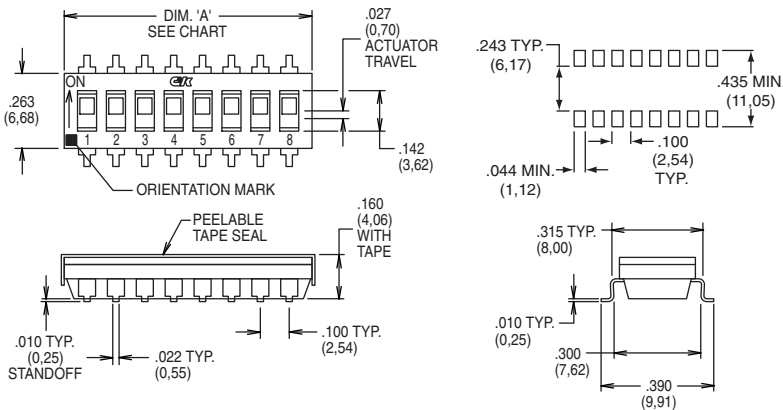 DIM. 'A'
SEE CHART
.027
(0,70)
ACTUATOR
TRAVEL
ON
CK
.263
(6,68)
1 2 3 4 5 6 7 8
.142
(3,62)
ORIENTATION MARK
.243 TYP.
(6,17)
.435 MIN
(11,05)
.100
(2,54)
TYP.
.044 MIN.
(1,12)
PEELABLE
TAPE SEAL
.160
(4,06)
WITH
TAPE
.010 TYP.
(0,25)
STANDOFF
.022 TYP.
(0,55)
.100 TYP.
(2,54)
.315 TYP.
(8,00)
.010 TYP.
(0,25)
.300
(7,62)
.390
(9,91)